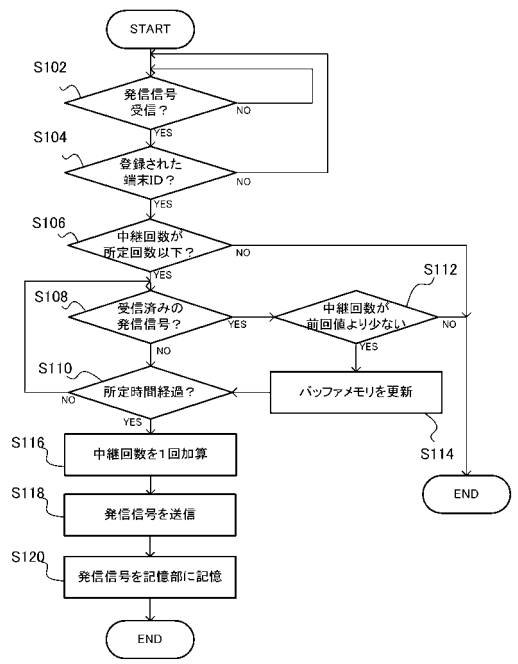 START
S102
発信信号
受信？
NO
YES
S104
登録された
端末ID？
NO
YES
S106
中継回数が
所定回数以下？
NO
YES
S108
受信済みの
発信信号？
YES
NO
S112
中継回数が
前回値より少ない
NO
YES
S110
所定時間経過？
NO
YES
バッファメモリを更新
S114
S116
中継回数を1回加算
S118
発信信号を送信
END
S120
発信信号を記憶部に記憶
END